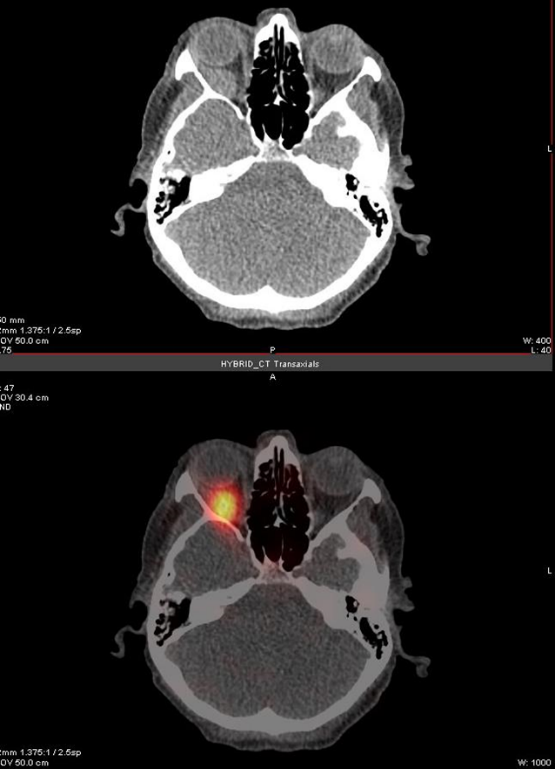 L
50 mm
2mm 1.375:1 / 2.5sp
OV 50.0 cm
.75
P
W: 400
L: 40
HYBRID_CT Transaxials
A
: 47
OV 30.4 cm
ND
L
2mm 1.375:1 / 2.5sp
OV 50.0 cm
W: 1000